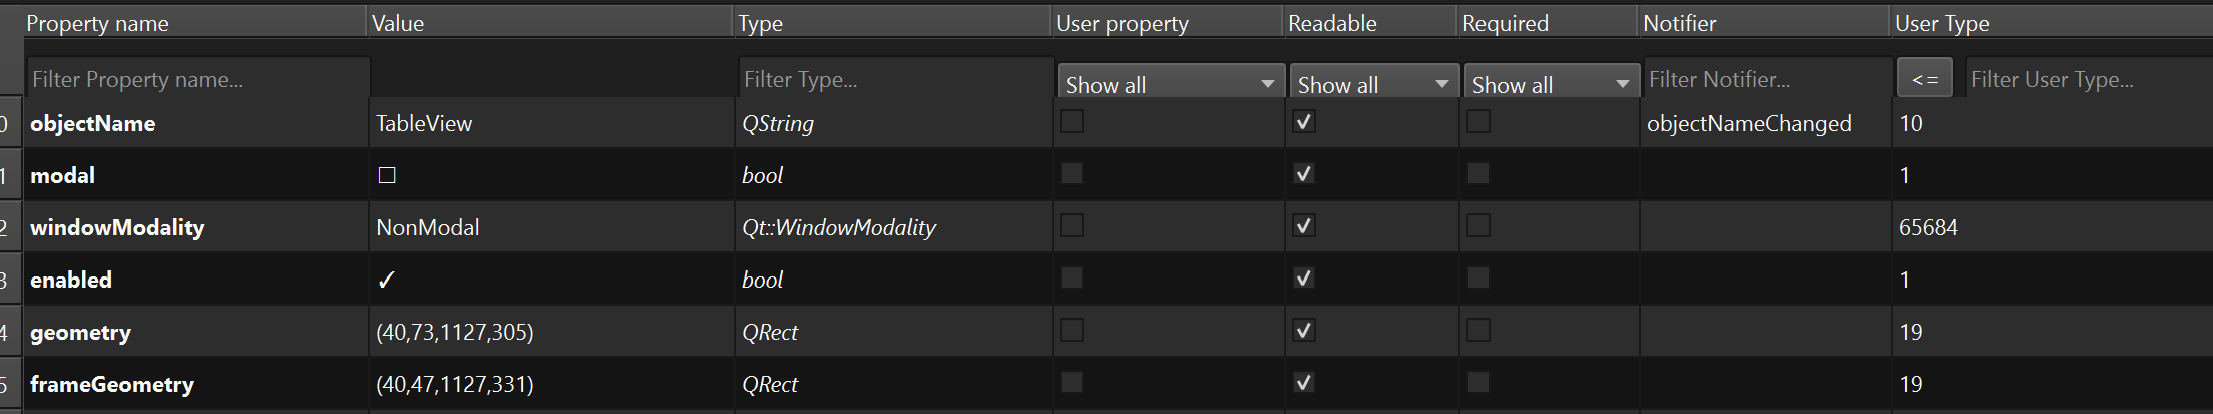 Property name Value Type User property Readable Required Notifier User Type
Filter Property name... Filter Type... Show all Show all Show all Filter Notifier... <= Filter User Type...
0 objectName TableView QString objectNameChanged 10
1 modal bool 1
2 windowModality NonModal Qt::WindowModality 65684
3 enabled ✓ bool 1
4 geometry (40,73,1127,305) QRect 19
5 frameGeometry (40,47,1127,331) QRect 19